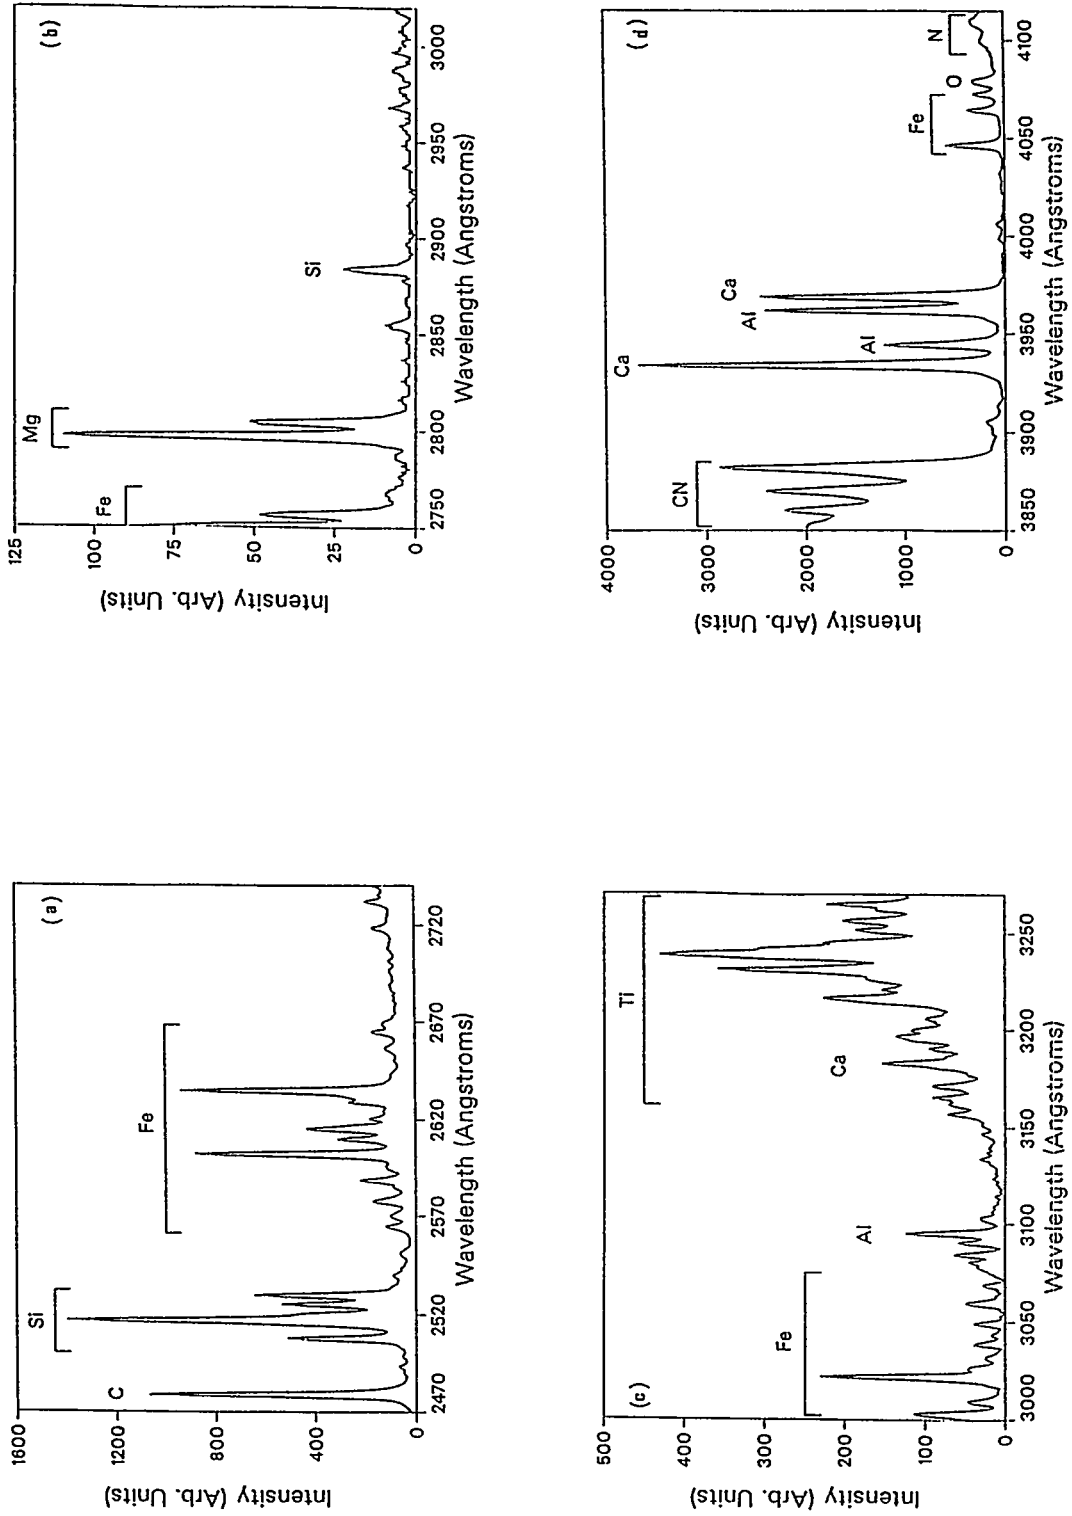 (a)
1600
1200
800
400
0
Intensity (Arb. Units)
C
Si
Fe
2470
2520
2570
2620
2670
2720
Wavelength (Angstroms)
(b)
125
100
75
50
25
0
Intensity (Arb. Units)
Fe
Mg
Si
2750
2800
2850
2900
2950
3000
Wavelength (Angstroms)
(c)
500
400
300
200
100
0
Intensity (Arb. Units)
Fe
Al
Ca
Ti
3000
3050
3100
3150
3200
3250
Wavelength (Angstroms)
(d)
4000
3000
2000
1000
0
Intensity (Arb. Units)
CN
Ca
Al
Al
Ca
Fe
O
N
3850
3900
3950
4000
4050
4100
Wavelength (Angstroms)